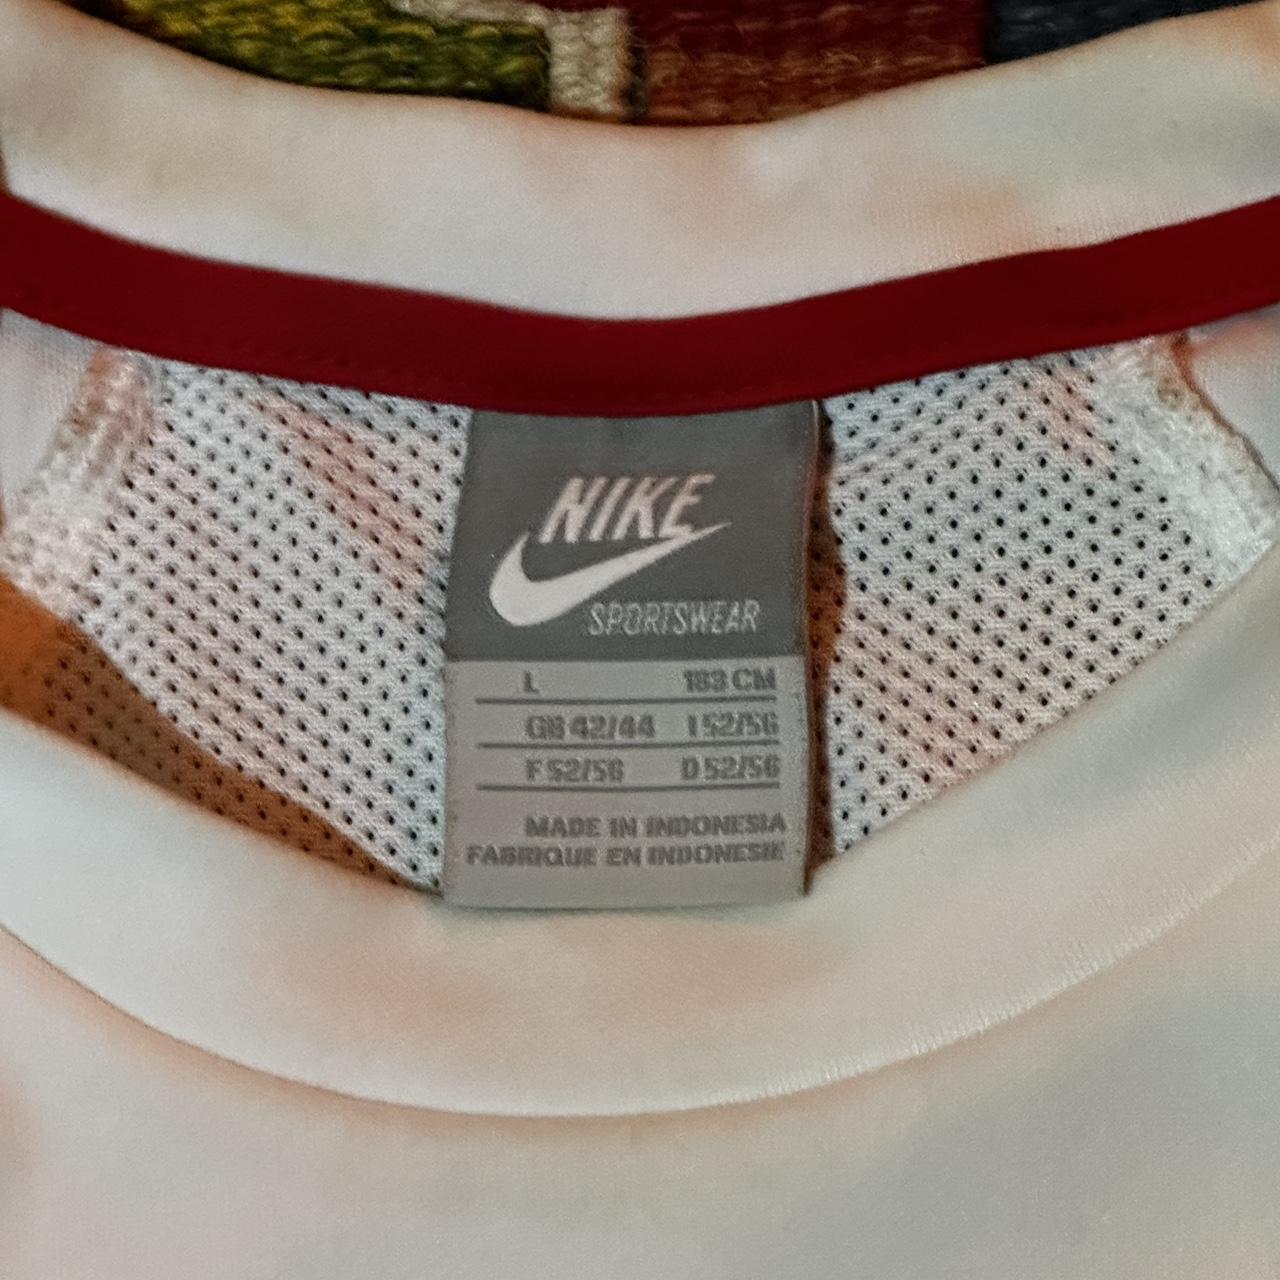 NIKE
SPORTSWEAR
L 183 CM
GB 42/44 I 52/56
F 52/56 D 52/56
MADE IN INDONESIA
FABRIQUE EN INDONESIE